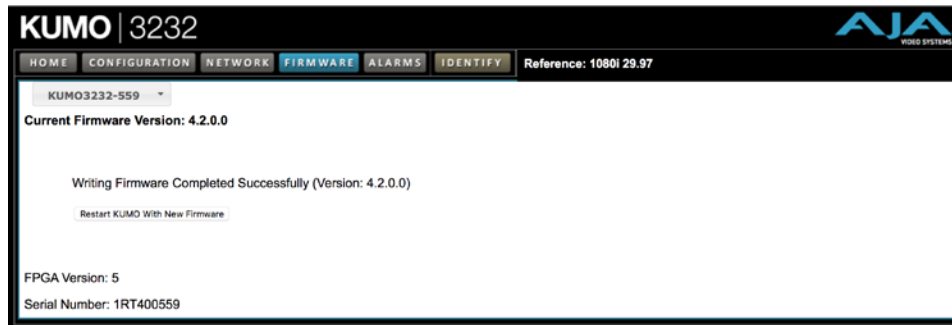 KUMO | 3232
AJA
VIDEO SYSTEMS
HOME CONFIGURATION NETWORK FIRMWARE ALARMS IDENTIFY Reference: 1080i 29.97
KUMO3232-559
Current Firmware Version: 4.2.0.0
Writing Firmware Completed Successfully (Version: 4.2.0.0)
Restart KUMO With New Firmware
FPGA Version: 5
Serial Number: 1RT400559